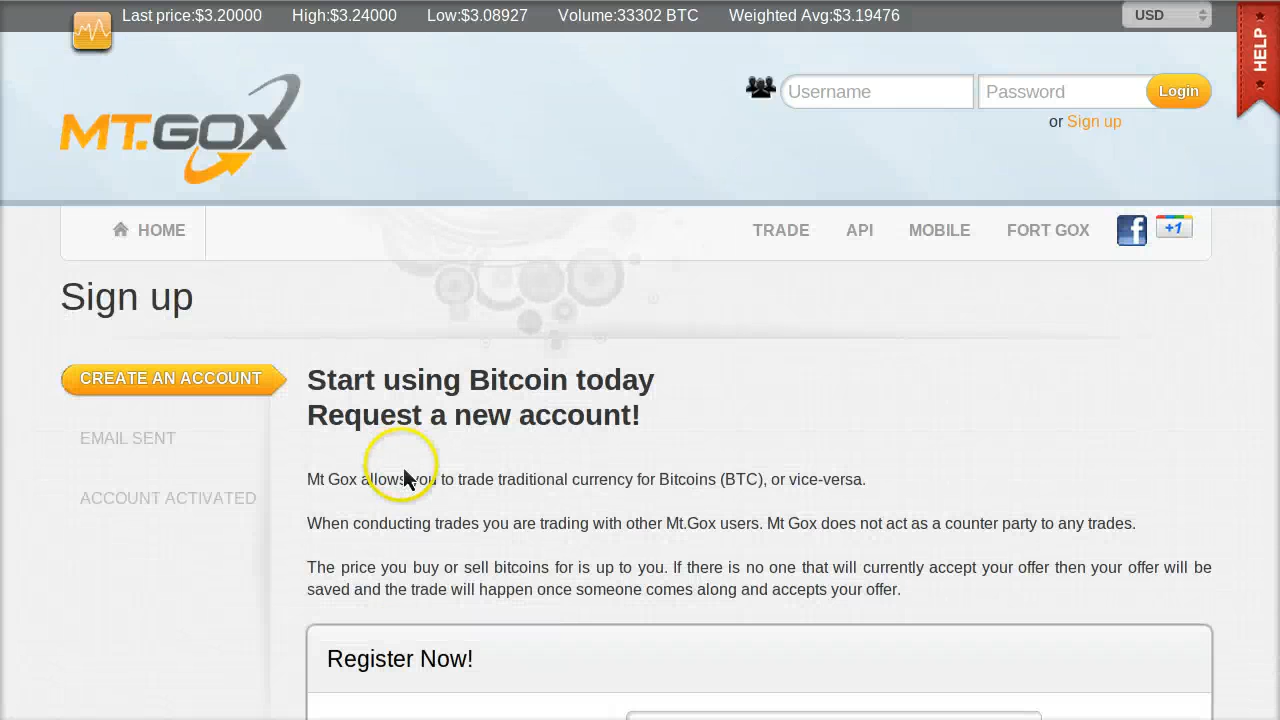 Last price:$3.20000 High:$3.24000 Low:$3.08927 Volume:33302 BTC Weighted Avg:$3.19476 USD
HELP
MT.GOX
Username Password Login
or Sign up
HOME TRADE API MOBILE FORT GOX f +1
Sign up
CREATE AN ACCOUNT
EMAIL SENT
ACCOUNT ACTIVATED
Start using Bitcoin today
Request a new account!
Mt Gox allows you to trade traditional currency for Bitcoins (BTC), or vice-versa.
When conducting trades you are trading with other Mt.Gox users. Mt Gox does not act as a counter party to any trades.
The price you buy or sell bitcoins for is up to you. If there is no one that will currently accept your offer then your offer will be
saved and the trade will happen once someone comes along and accepts your offer.
Register Now!